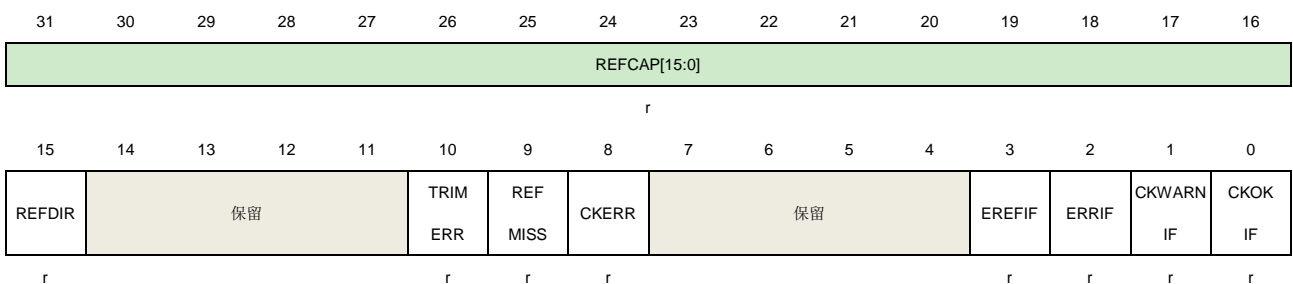 31 30 29 28 27 26 25 24 23 22 21 20 19 18 17 16
REFCAP[15:0]
r
15 14 13 12 11 10 9 8 7 6 5 4 3 2 1 0
REFDIR 保留 TRIM ERR REF MISS CKERR 保留 EREFIF ERRIF CKWARN IF CKOK IF
r r r r r r r r